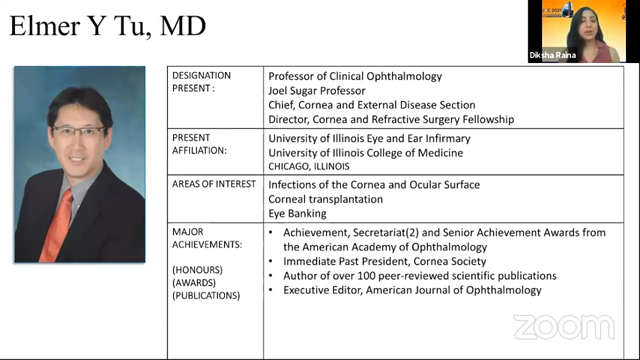 Elmer Y Tu, MD
Diksha Raina
DESIGNATION
PRESENT :
Professor of Clinical Ophthalmology
Joel Sugar Professor
Chief, Cornea and External Disease Section
Director, Cornea and Refractive Surgery Fellowship
PRESENT
AFFILIATION:
University of Illinois Eye and Ear Infirmary
University of Illinois College of Medicine
CHICAGO, ILLINOIS
AREAS OF INTEREST
Infections of the Cornea and Ocular Surface
Corneal transplantation
Eye Banking
MAJOR
ACHIEVEMENTS:
(HONOURS)
(AWARDS)
(PUBLICATIONS)
• Achievement, Secretariat(2) and Senior Achievement Awards from
the American Academy of Ophthalmology
• Immediate Past President, Cornea Society
• Author of over 100 peer-reviewed scientific publications
• Executive Editor, American Journal of Ophthalmology
zoom